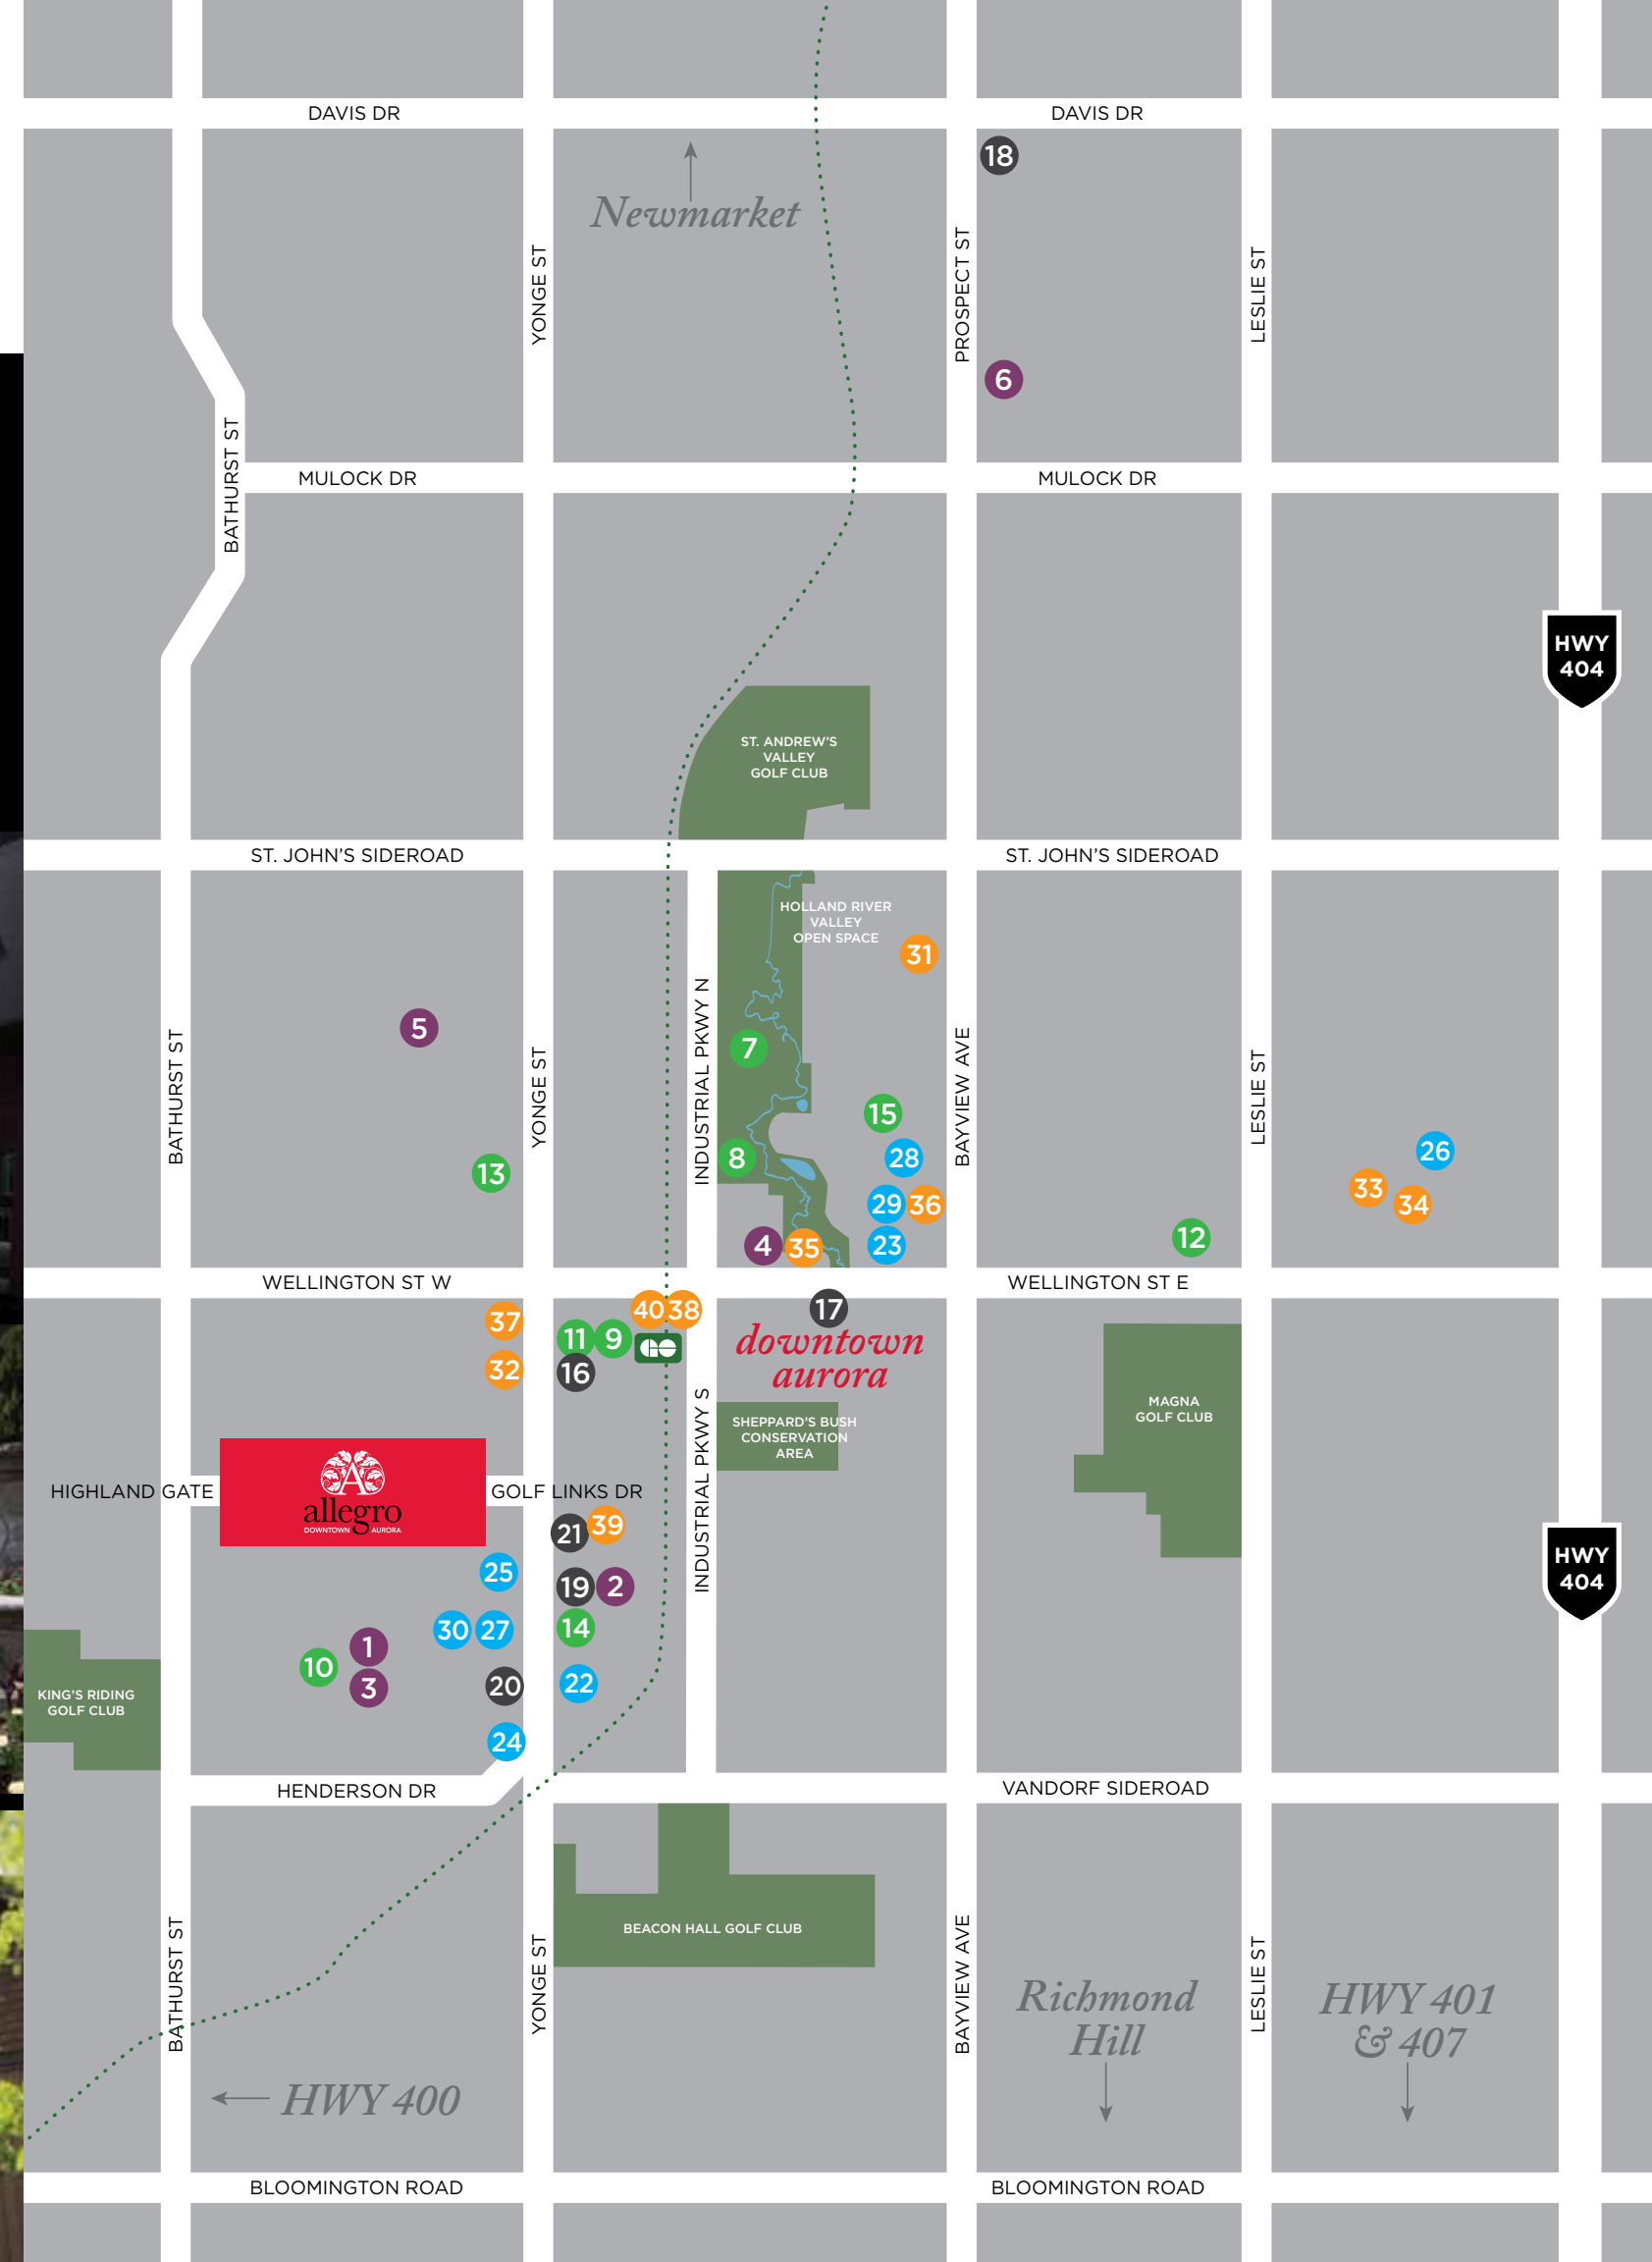 DAVIS DR
DAVIS DR
18
Newmarket
YONGE ST
PROSPECT ST
LESLIE ST
6
BATHURST ST
MULOCK DR
MULOCK DR
HWY
404
ST. ANDREW'S
VALLEY
GOLF CLUB
ST. JOHN'S SIDEROAD
ST. JOHN'S SIDEROAD
HOLLAND RIVER
VALLEY
OPEN SPACE
31
5
7
BATHURST ST
YONGE ST
INDUSTRIAL PKWY N
BAYVIEW AVE
LESLIE ST
15
13
8
28
26
29
36
33
34
4
35
23
12
WELLINGTON ST W
WELLINGTON ST E
37
40
38
17
11
9
GO
downtown
aurora
32
16
MAGNA
GOLF CLUB
SHEPPARD'S BUSH
CONSERVATION
AREA
INDUSTRIAL PKWY S
HIGHLAND GATE
A
allegro
DOWNTOWN AURORA
GOLF LINKS DR
21
39
HWY
404
25
19
2
30
27
14
1
10
3
20
22
KING'S RIDING
GOLF CLUB
24
HENDERSON DR
VANDORF SIDEROAD
BEACON HALL GOLF CLUB
BATHURST ST
YONGE ST
BAYVIEW AVE
LESLIE ST
Richmond
Hill
HWY 401
& 407
HWY 400
BLOOMINGTON ROAD
BLOOMINGTON ROAD